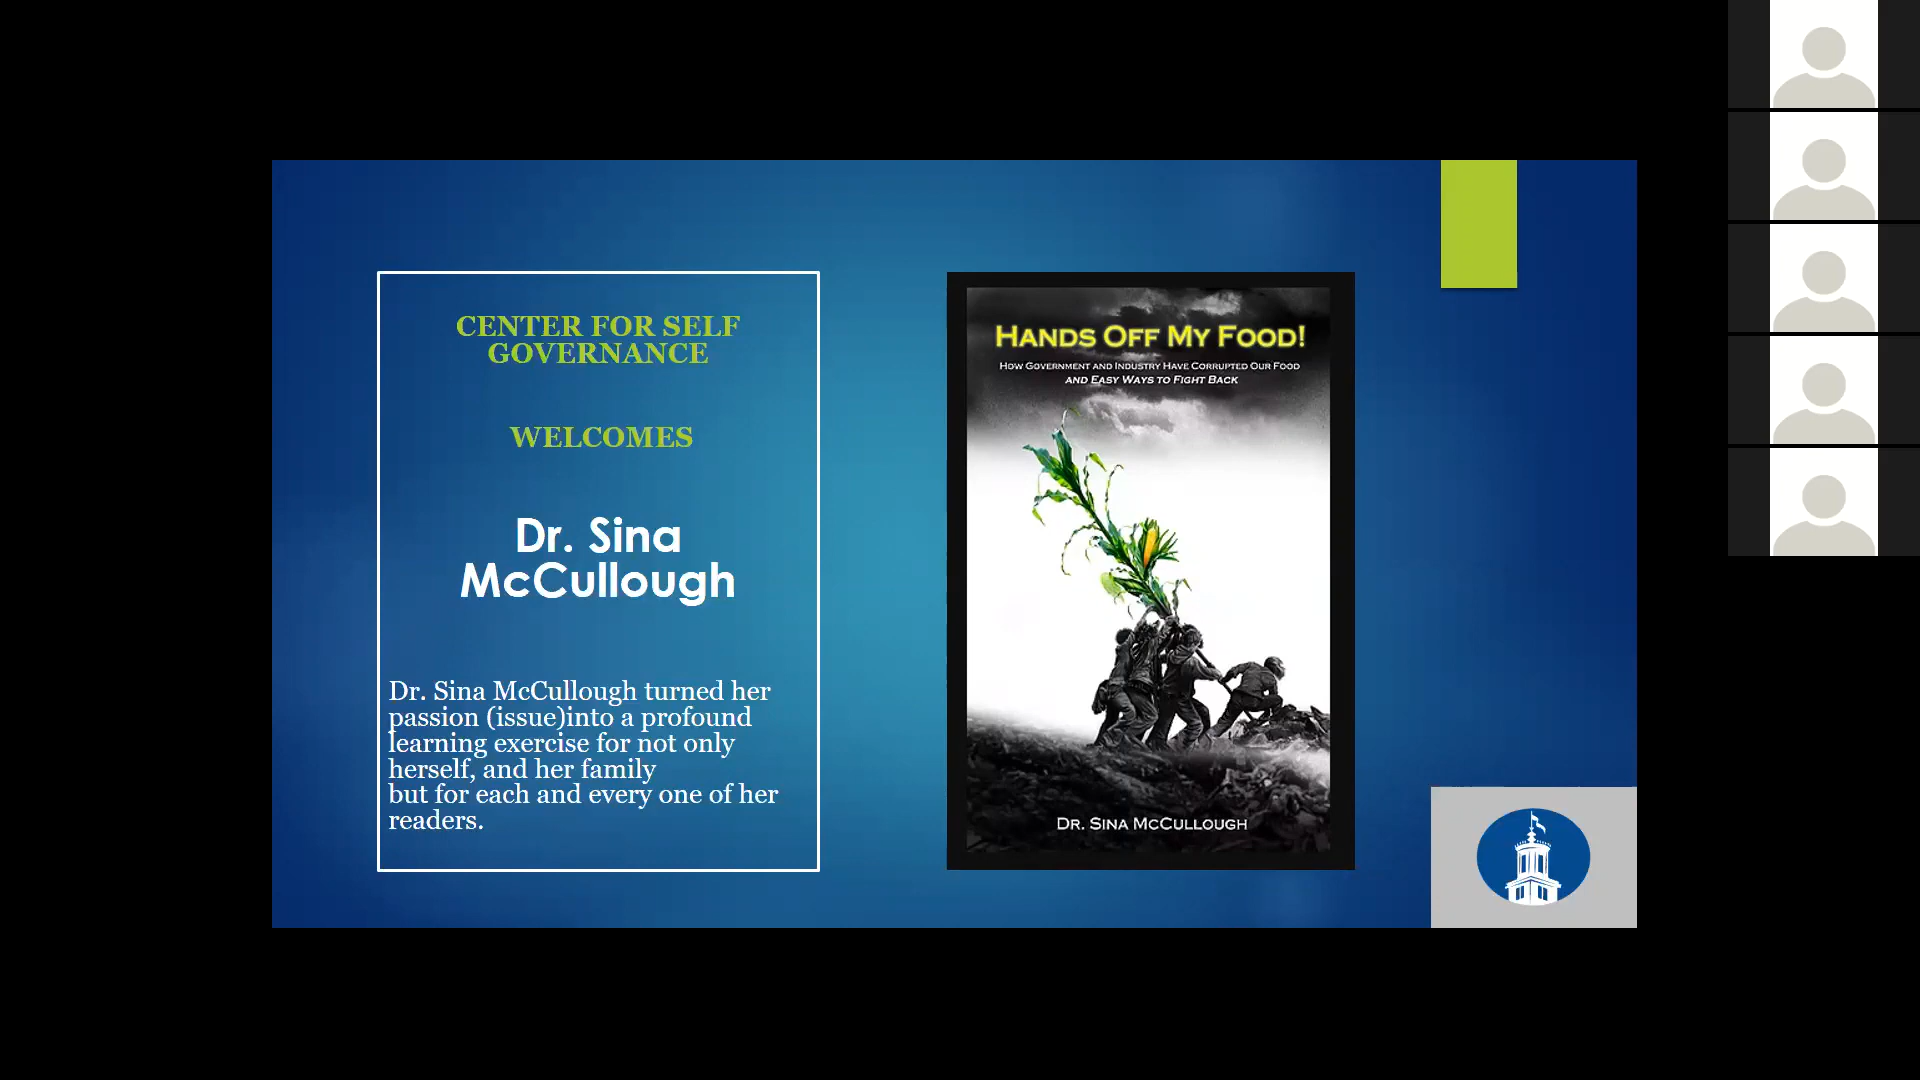 CENTER FOR SELF
GOVERNANCE
WELCOMES
Dr. Sina
McCullough
Dr. Sina McCullough turned her
passion (issue)into a profound
learning exercise for not only
herself, and her family
but for each and every one of her
readers.
HANDS OFF MY FOOD!
HOW GOVERNMENT AND INDUSTRY HAVE CORRUPTED OUR FOOD
AND EASY WAYS TO FIGHT BACK
DR. SINA MCCULLOUGH